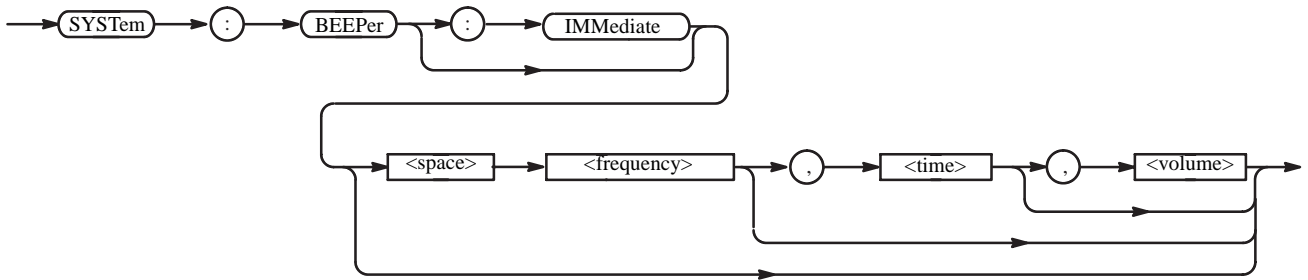 SYSTem : BEEPer : IMMediate
<space> <frequency> , <time> , <volume>